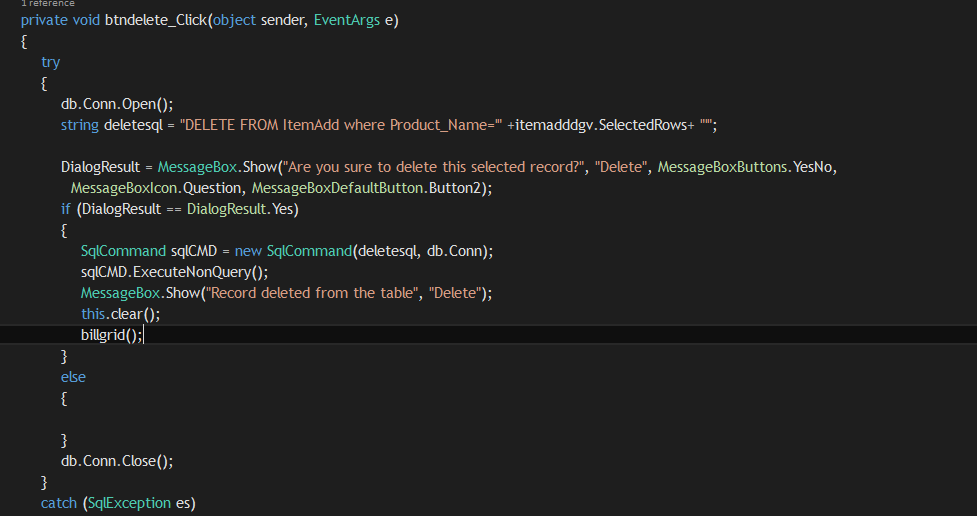 1 reference
private void btndelete_Click(object sender, EventArgs e)
{
try
{
db.Conn.Open();
string deletesql = "DELETE FROM ItemAdd where Product_Name='" +itemadddgv.SelectedRows+ "'";
DialogResult = MessageBox.Show("Are you sure to delete this selected record?", "Delete", MessageBoxButtons.YesNo,
MessageBoxIcon.Question, MessageBoxDefaultButton.Button2);
if (DialogResult == DialogResult.Yes)
{
SqlCommand sqlCMD = new SqlCommand(deletesql, db.Conn);
sqlCMD.ExecuteNonQuery();
MessageBox.Show("Record deleted from the table", "Delete");
this.clear();
billgrid();
}
else
{
}
db.Conn.Close();
}
catch (SqlException es)